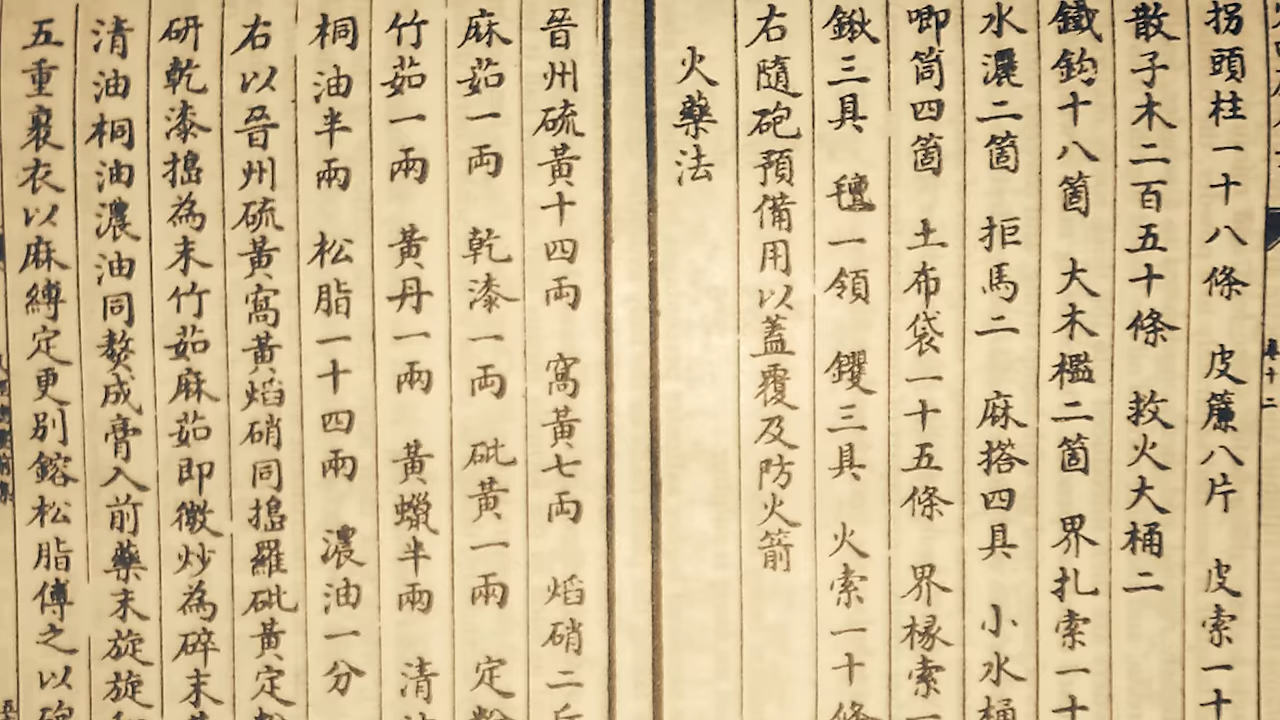 拐頭柱一十八條　皮簾八片　皮索一十
散子木二百五十條　救火大桶二
鐵鈎十八箇　大木檻二箇　界扎索一十
水灑二箇　拒馬二　麻搭四具　小水桶
唧筒四箇　土布袋一十五條　界椽索一
鍬三具　氊一領　钁三具　火索一十條
右隨砲預備用以蓋覆及防火箭
火藥法
晉州硫黃十四兩　窩黃七兩　焰硝二斤
麻茹一兩　乾漆一兩　砒黃一兩　定粉
竹茹一兩　黃丹一兩　黃蠟半兩　清油
桐油半兩　松脂一十四兩　濃油一分
右以晉州硫黃窩黃焰硝同搗羅砒黃定粉
研乾漆搗為末竹茹麻茹即微炒為碎末
清油桐油濃油同熬成膏入前藥末旋旋和
五重裹衣以麻縛定更別鎔松脂傅之以砲